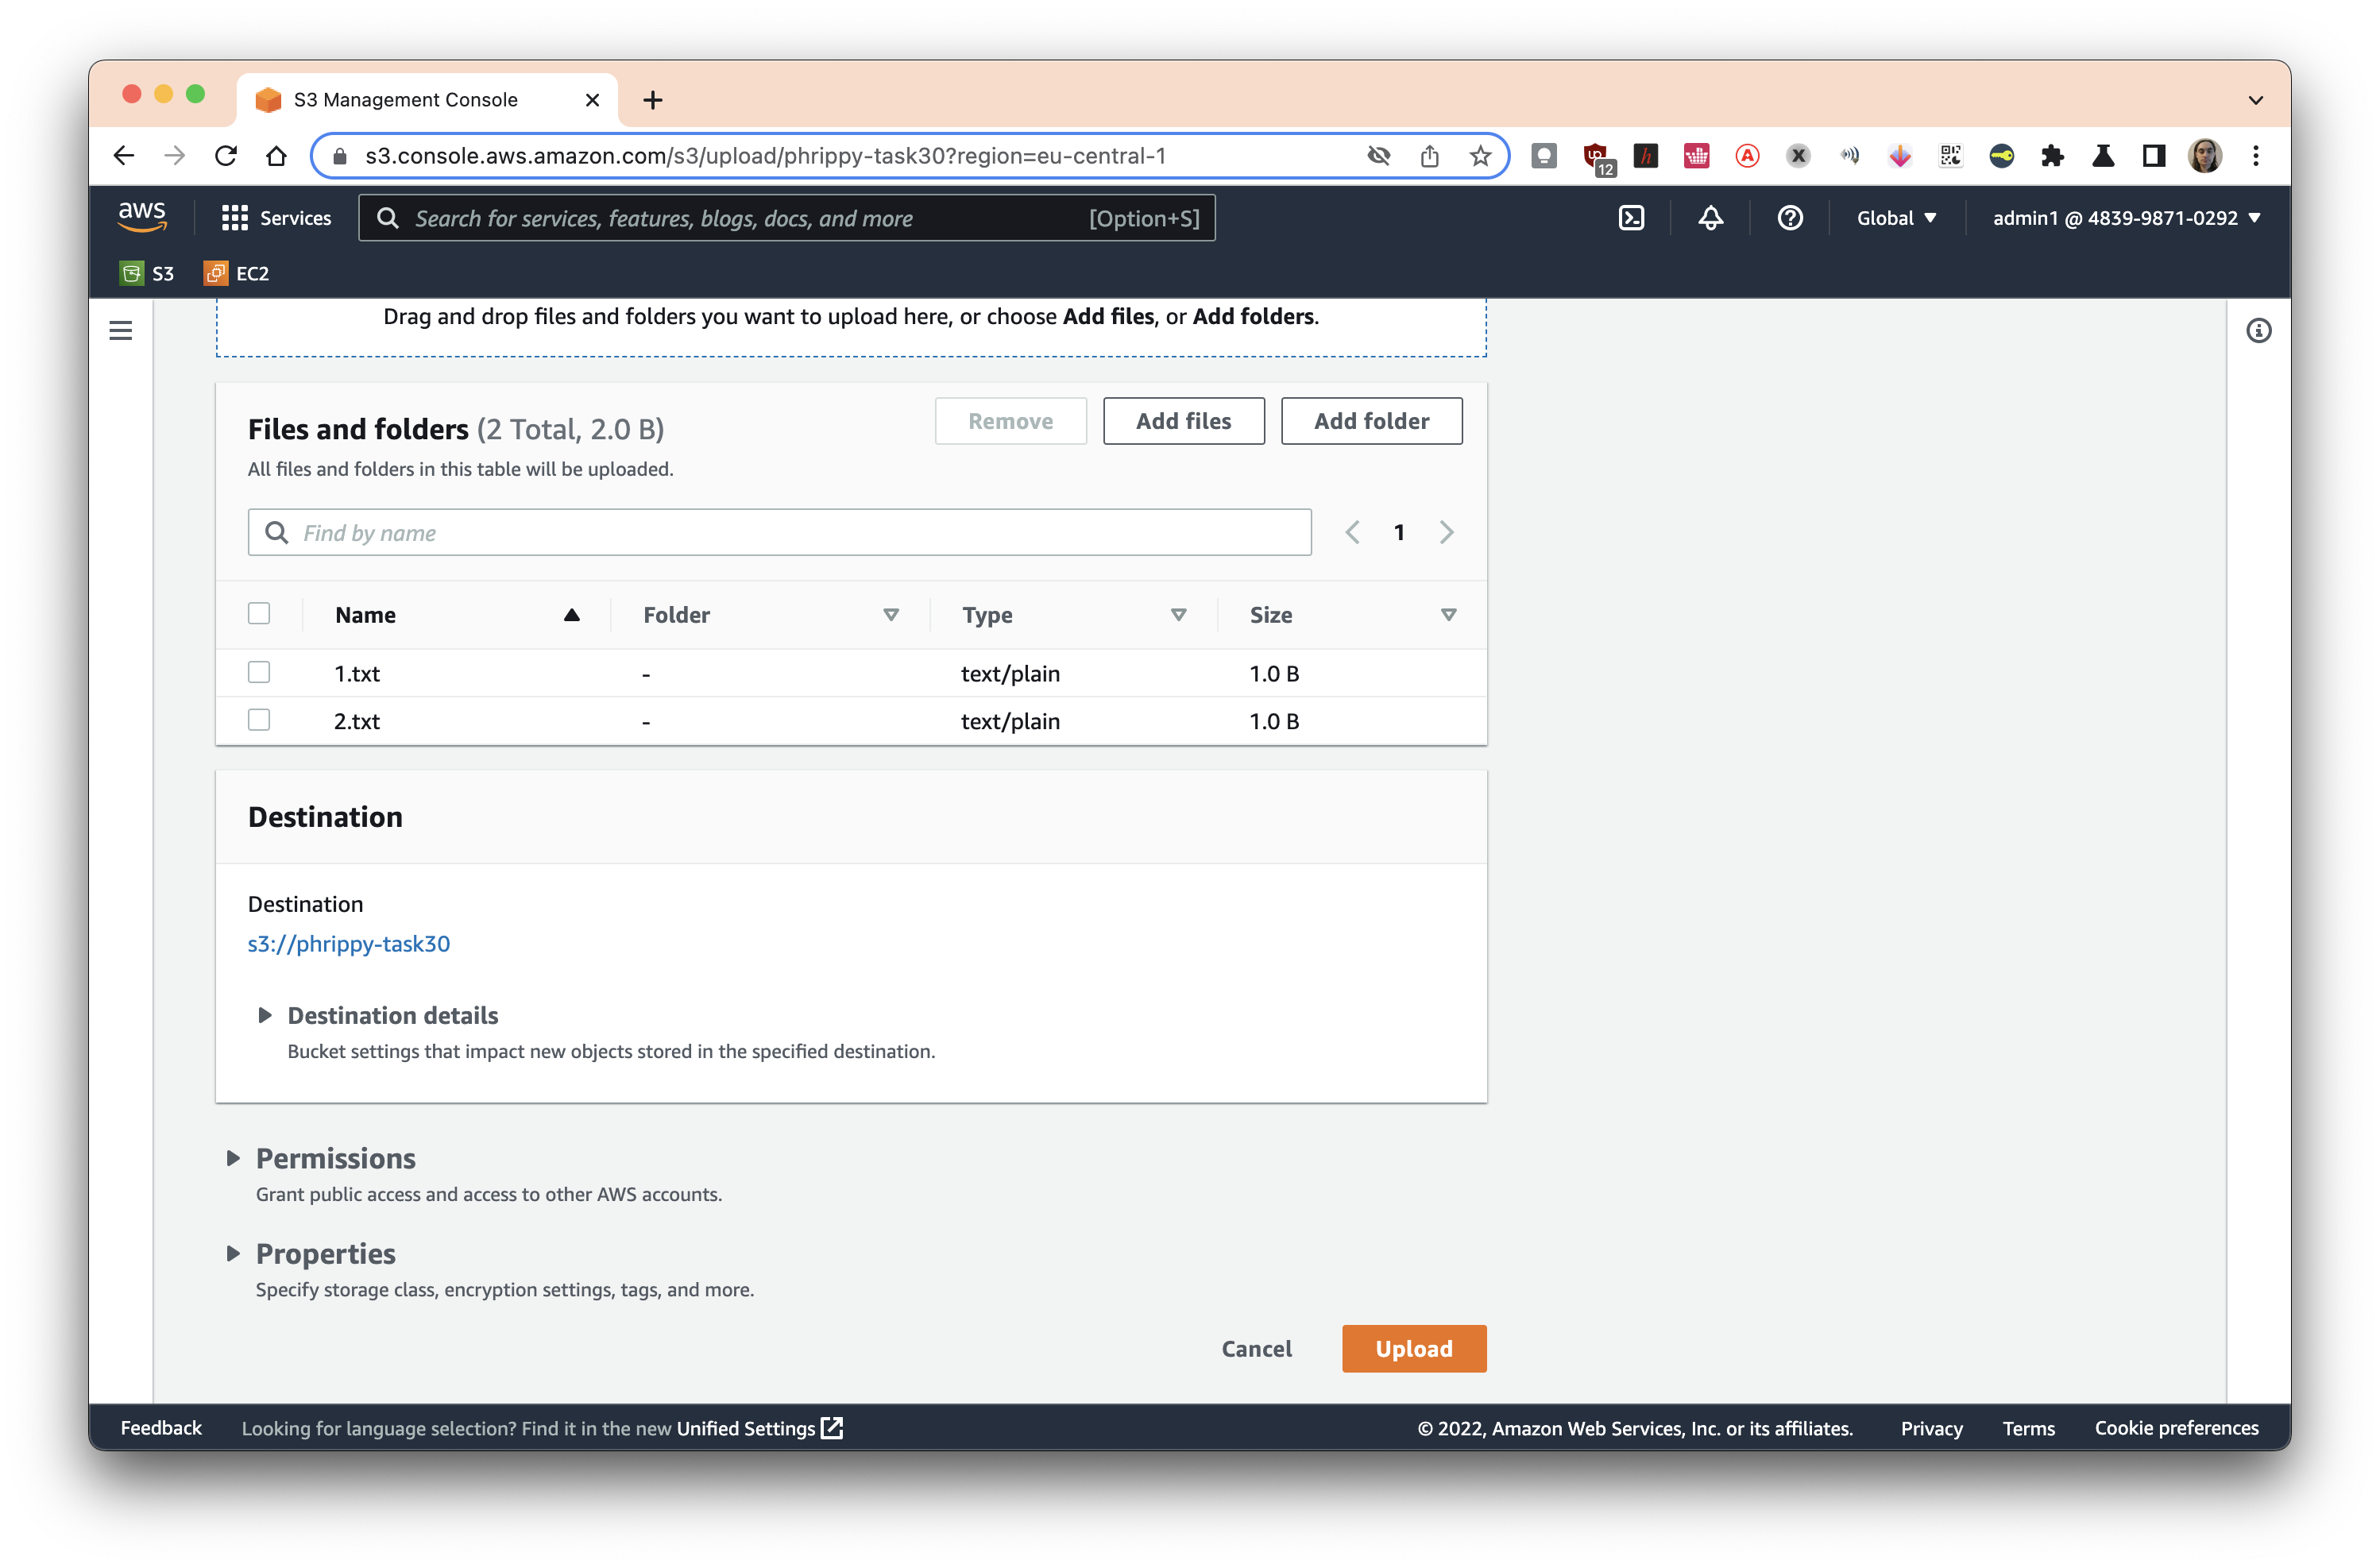 S3 Management Console
s3.console.aws.amazon.com/s3/upload/phrippy-task30?region=eu-central-1
12
aws
Services
Search for services, features, blogs, docs, and more
[Option+S]
Global
admin1 @ 4839-9871-0292
S3
EC2
Drag and drop files and folders you want to upload here, or choose Add files, or Add folders.
Files and folders (2 Total, 2.0 B)
Remove
Add files
Add folder
All files and folders in this table will be uploaded.
Find by name
1
Name
Folder
Type
Size
1.txt - text/plain 1.0 B
2.txt - text/plain 1.0 B
Destination
Destination
s3://phrippy-task30
Destination details
Bucket settings that impact new objects stored in the specified destination.
Permissions
Grant public access and access to other AWS accounts.
Properties
Specify storage class, encryption settings, tags, and more.
Cancel
Upload
Feedback
Looking for language selection? Find it in the new Unified Settings
© 2022, Amazon Web Services, Inc. or its affiliates.
Privacy
Terms
Cookie preferences